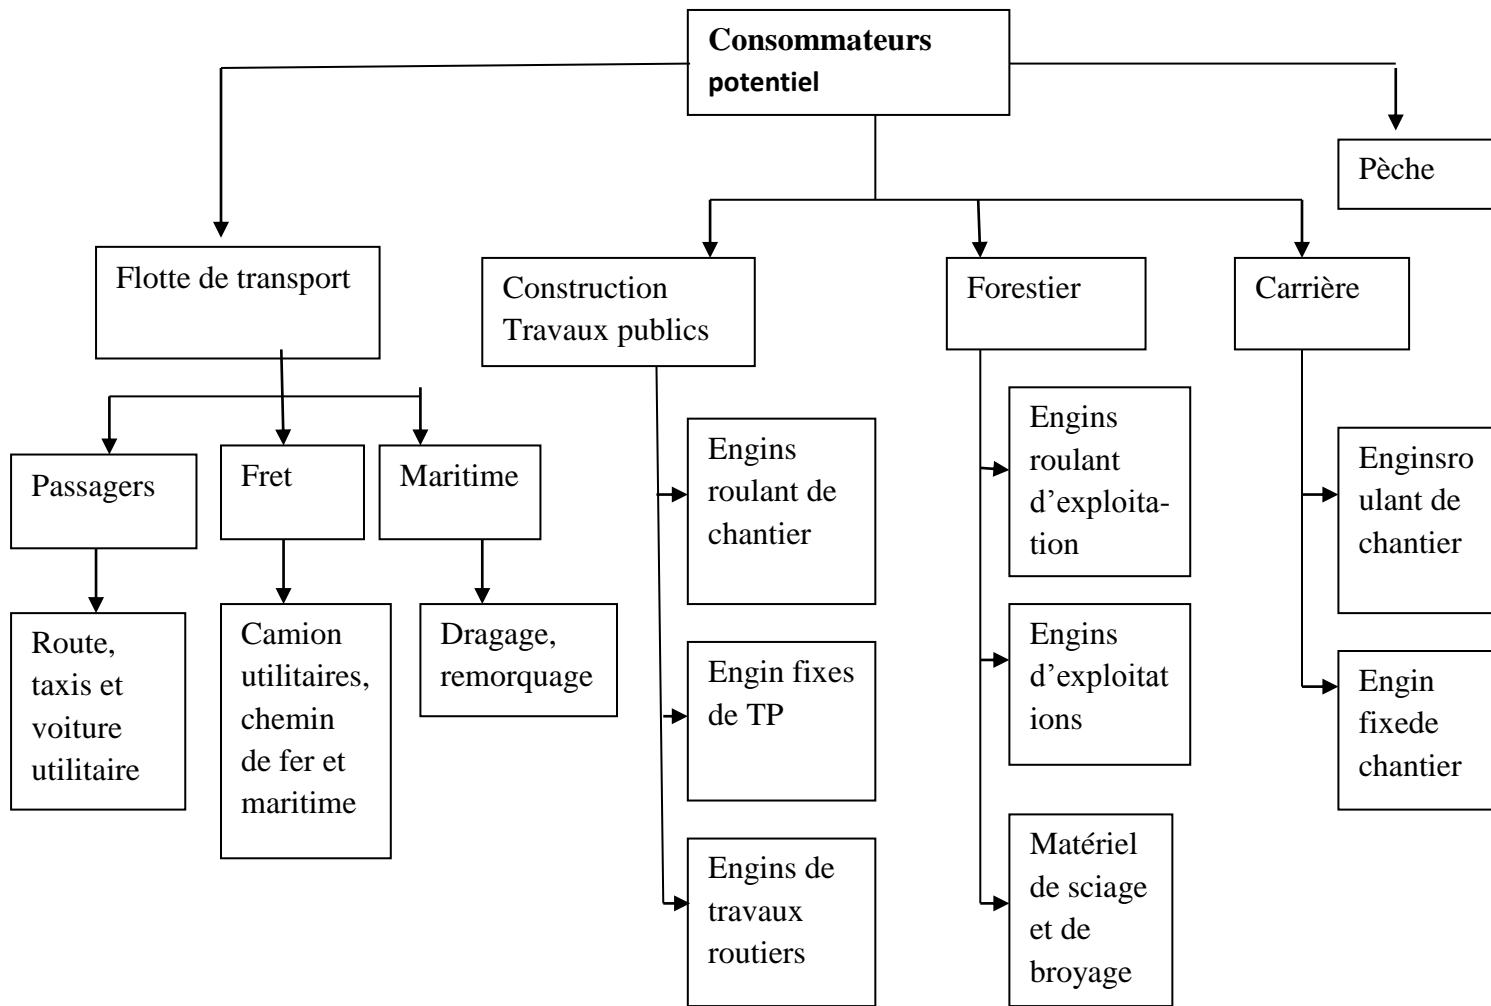 Consommateurs
potentiel
Pèche
Flotte de transport
Construction
Travaux publics
Forestier
Carrière
Passagers
Fret
Maritime
Route,
taxis et
voiture
utilitaire
Camion
utilitaires,
chemin
de fer et
maritime
Dragage,
remorquage
Engins
roulant de
chantier
Engin fixes
de TP
Engins de
travaux
routiers
Engins
roulant
d’exploita-
tion
Engins
d’exploitat
ions
Matériel
de sciage
et de
broyage
Enginsro
ulant de
chantier
Engin
fixede
chantier